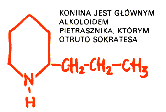 KONIINA JEST GŁÓWNYM
ALKOLOIDEM
PIETRASZNIKA, KTÓRYM
OTRUTO SOKRATESA
CH₂-CH₂-CH₃
N
H